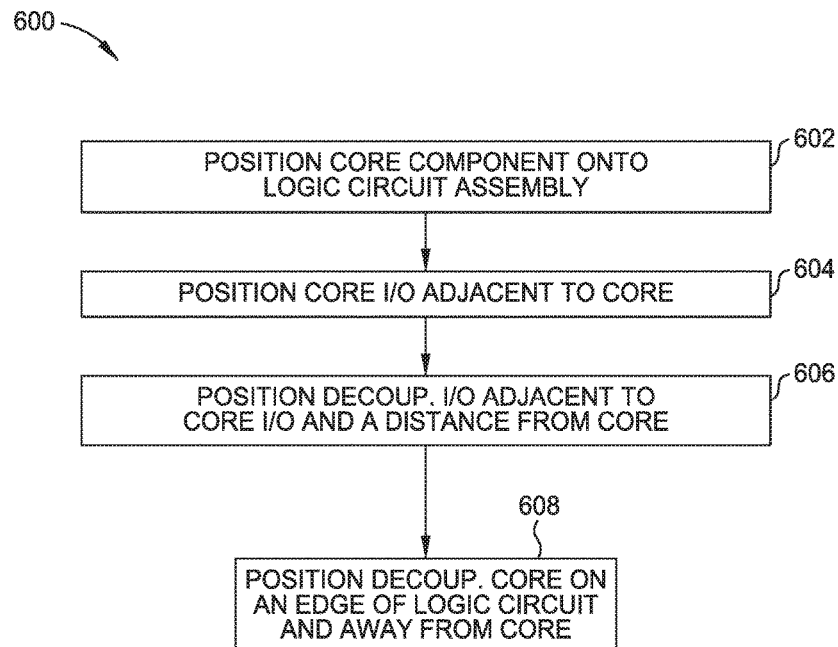 600
602
POSITION CORE COMPONENT ONTO
LOGIC CIRCUIT ASSEMBLY
604
POSITION CORE I/O ADJACENT TO CORE
606
POSITION DECOUP. I/O ADJACENT TO
CORE I/O AND A DISTANCE FROM CORE
608
POSITION DECOUP. CORE ON
AN EDGE OF LOGIC CIRCUIT
AND AWAY FROM CORE